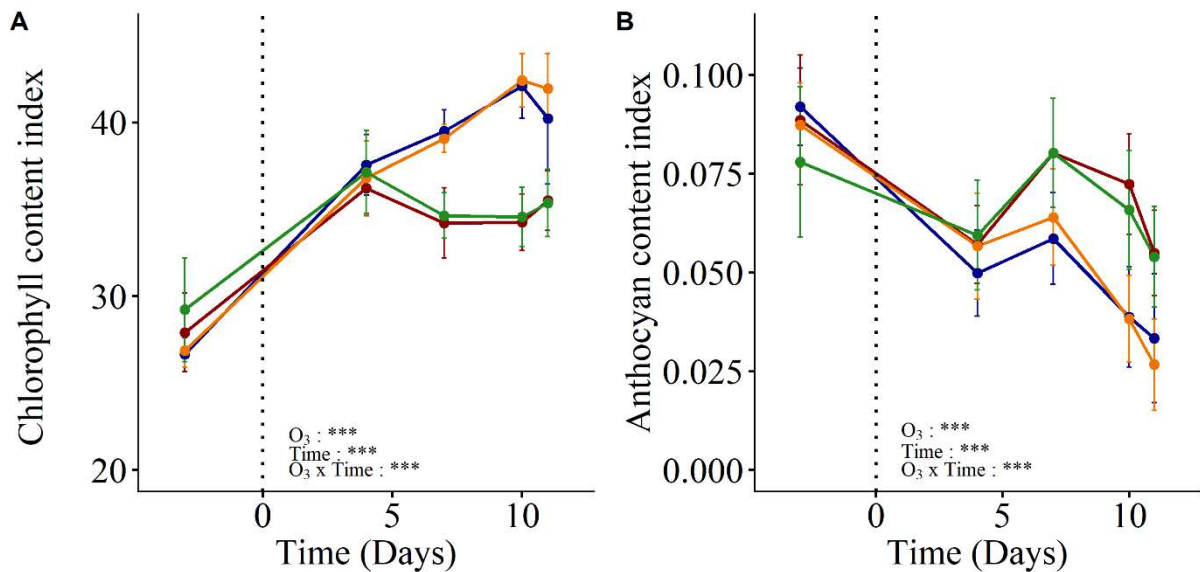 A
Chlorophyll content index
40
30
20
O₃ : ***
Time : ***
O₃ x Time : ***
0
5
10
Time (Days)
B
Anthocyan content index
0.100
0.075
0.050
0.025
0.000
O₃ : ***
Time : ***
O₃ x Time : ***
0
5
10
Time (Days)